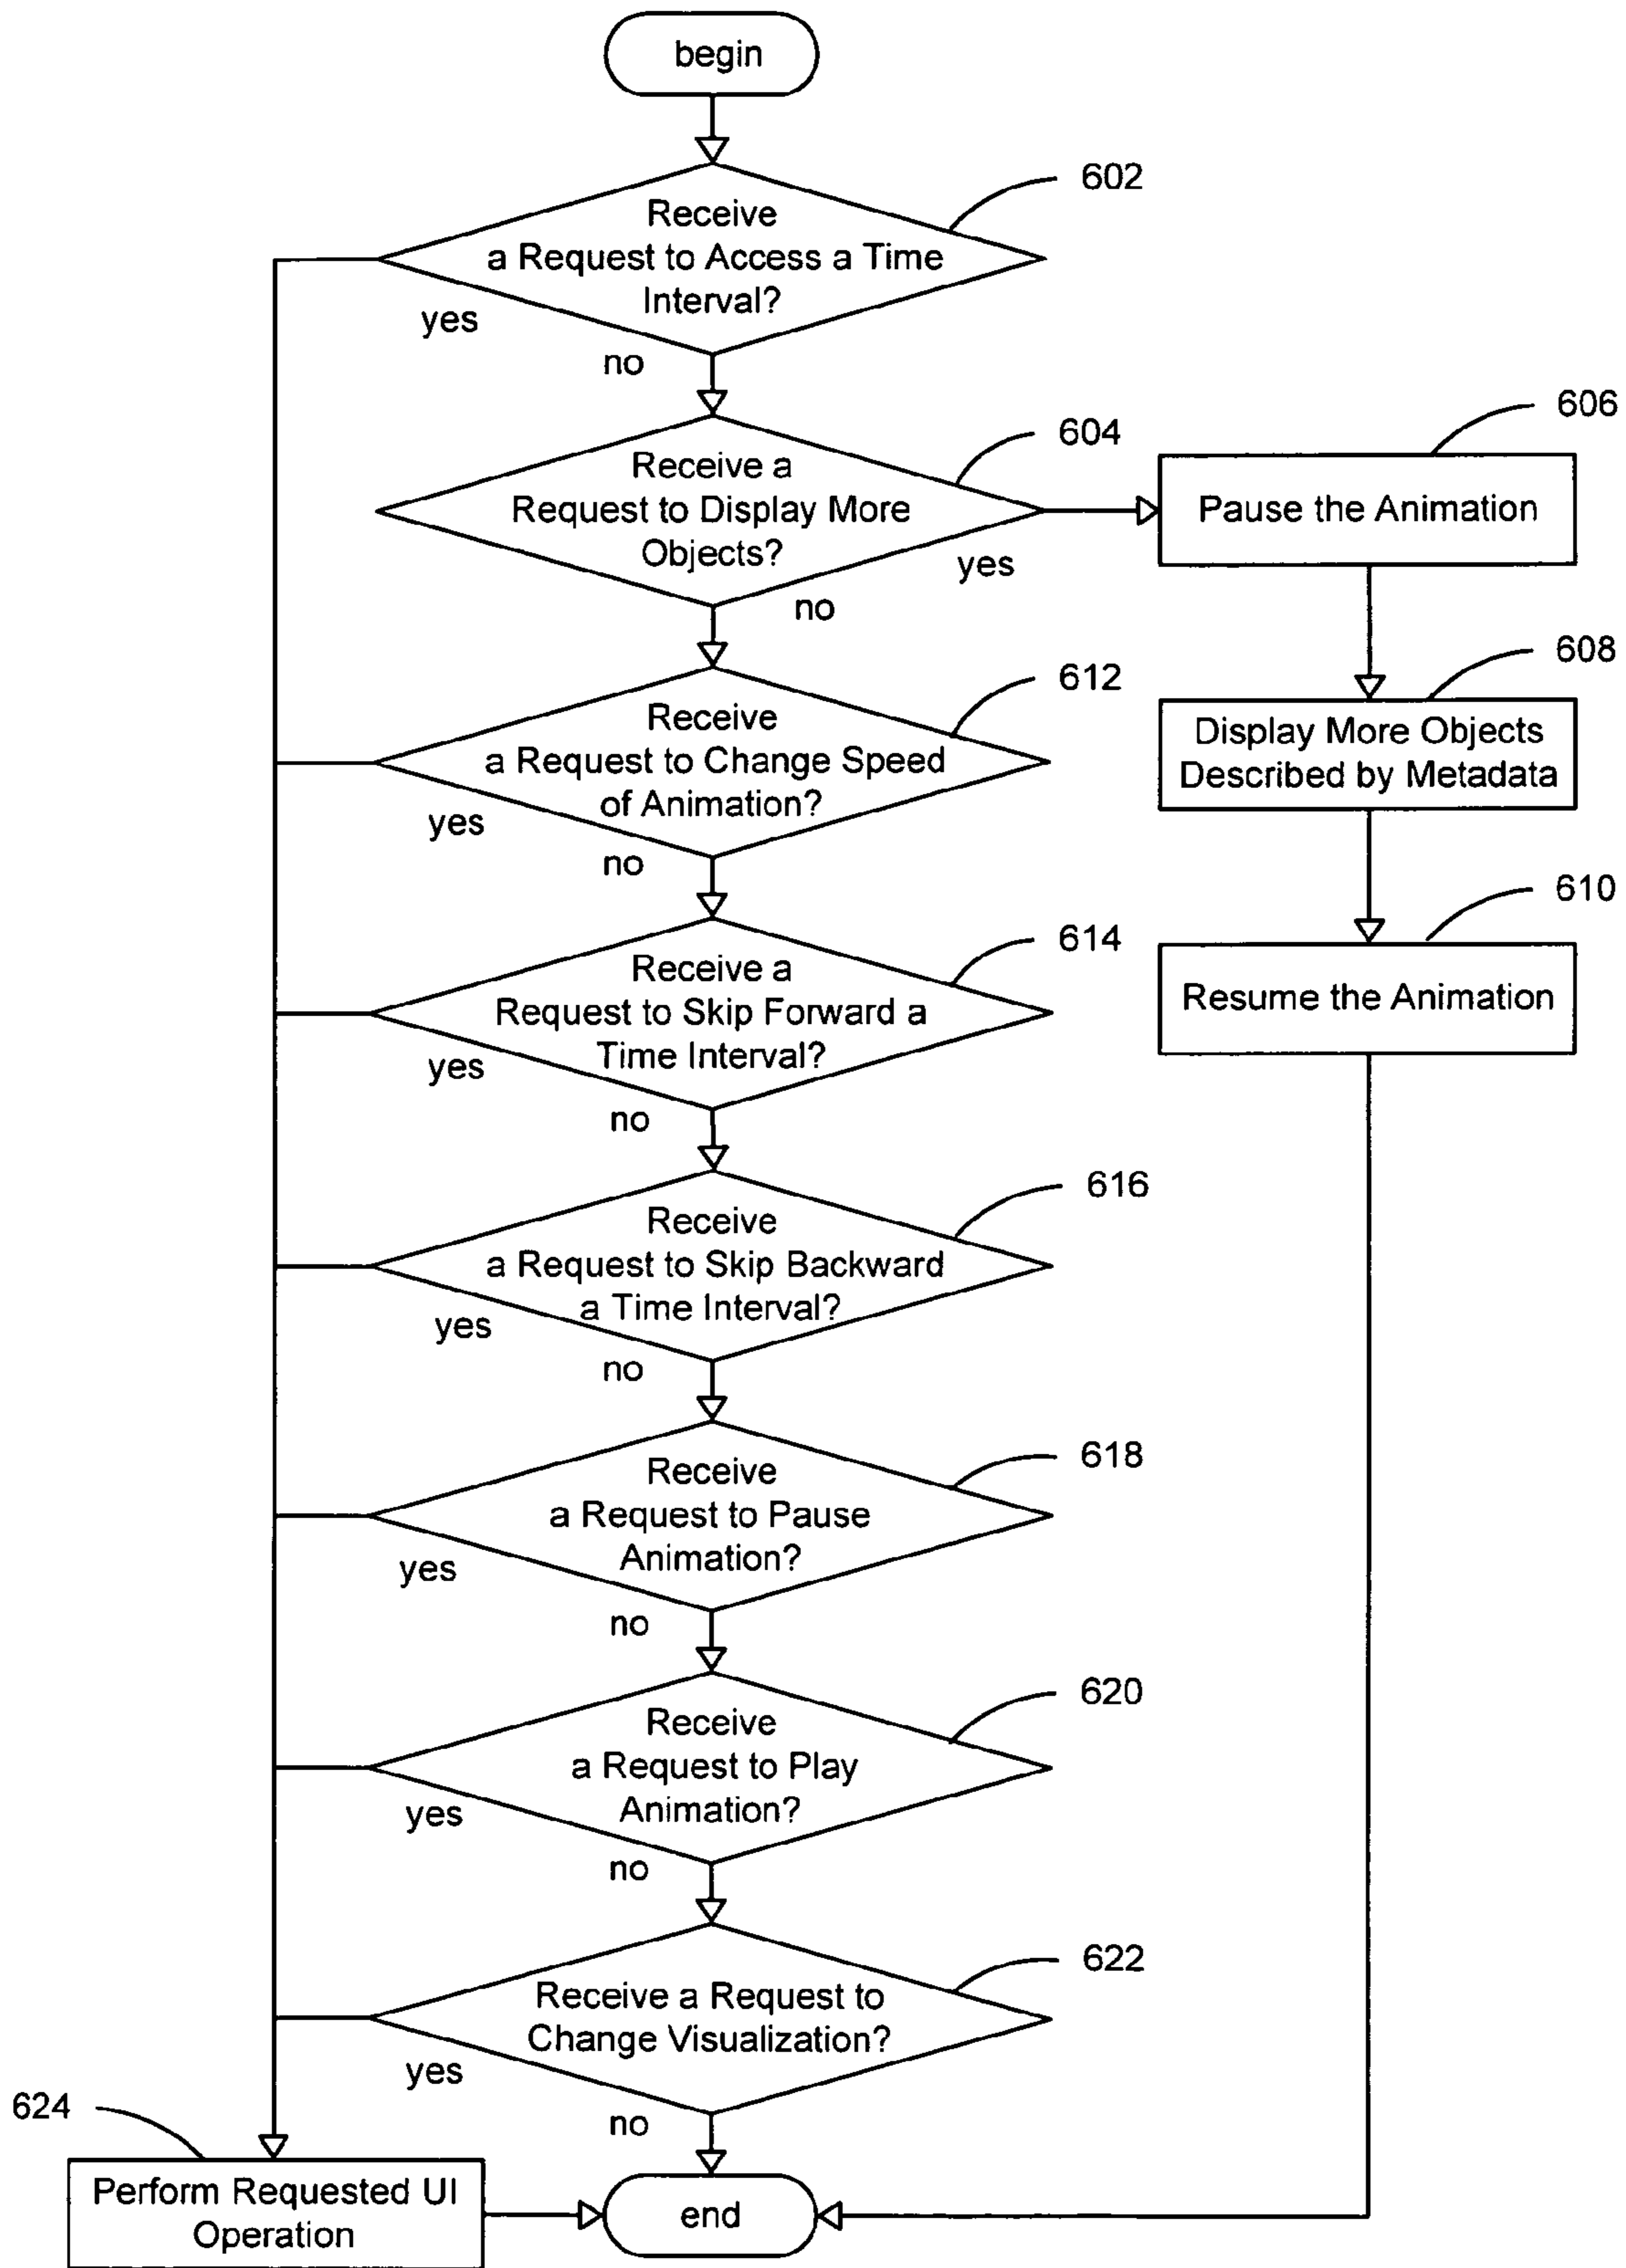 begin
602
Receive
a Request to Access a Time
Interval?
yes
no
604
Receive a
Request to Display More
Objects?
yes
no
606
Pause the Animation
608
Display More Objects
Described by Metadata
610
Resume the Animation
612
Receive
a Request to Change Speed
of Animation?
yes
no
614
Receive a
Request to Skip Forward a
Time Interval?
yes
no
616
Receive
a Request to Skip Backward
a Time Interval?
yes
no
618
Receive
a Request to Pause
Animation?
yes
no
620
Receive
a Request to Play
Animation?
yes
no
622
Receive a Request to
Change Visualization?
yes
no
624
Perform Requested UI
Operation
end